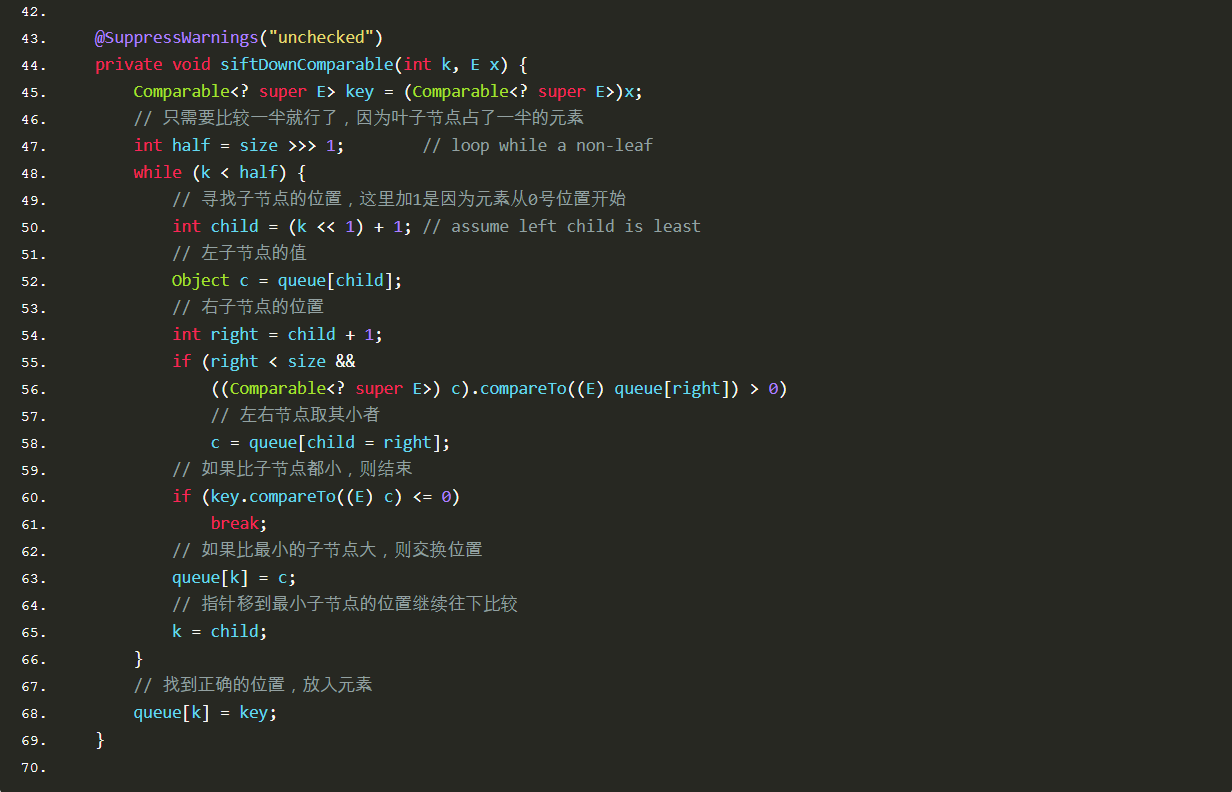 42.
43.     @SuppressWarnings("unchecked")
44.     private void siftDownComparable(int k, E x) {
45.         Comparable<? super E> key = (Comparable<? super E>)x;
46.         // 只需要比较一半就行了，因为叶子节点占了一半的元素
47.         int half = size >>> 1;        // loop while a non-leaf
48.         while (k < half) {
49.             // 寻找子节点的位置，这里加1是因为元素从0号位置开始
50.             int child = (k << 1) + 1; // assume left child is least
51.             // 左子节点的值
52.             Object c = queue[child];
53.             // 右子节点的位置
54.             int right = child + 1;
55.             if (right < size &&
56.                 ((Comparable<? super E>) c).compareTo((E) queue[right]) > 0)
57.                 // 左右节点取其小者
58.                 c = queue[child = right];
59.             // 如果比子节点都小，则结束
60.             if (key.compareTo((E) c) <= 0)
61.                 break;
62.             // 如果比最小的子节点大，则交换位置
63.             queue[k] = c;
64.             // 指针移到最小子节点的位置继续往下比较
65.             k = child;
66.         }
67.         // 找到正确的位置，放入元素
68.         queue[k] = key;
69.     }
70.